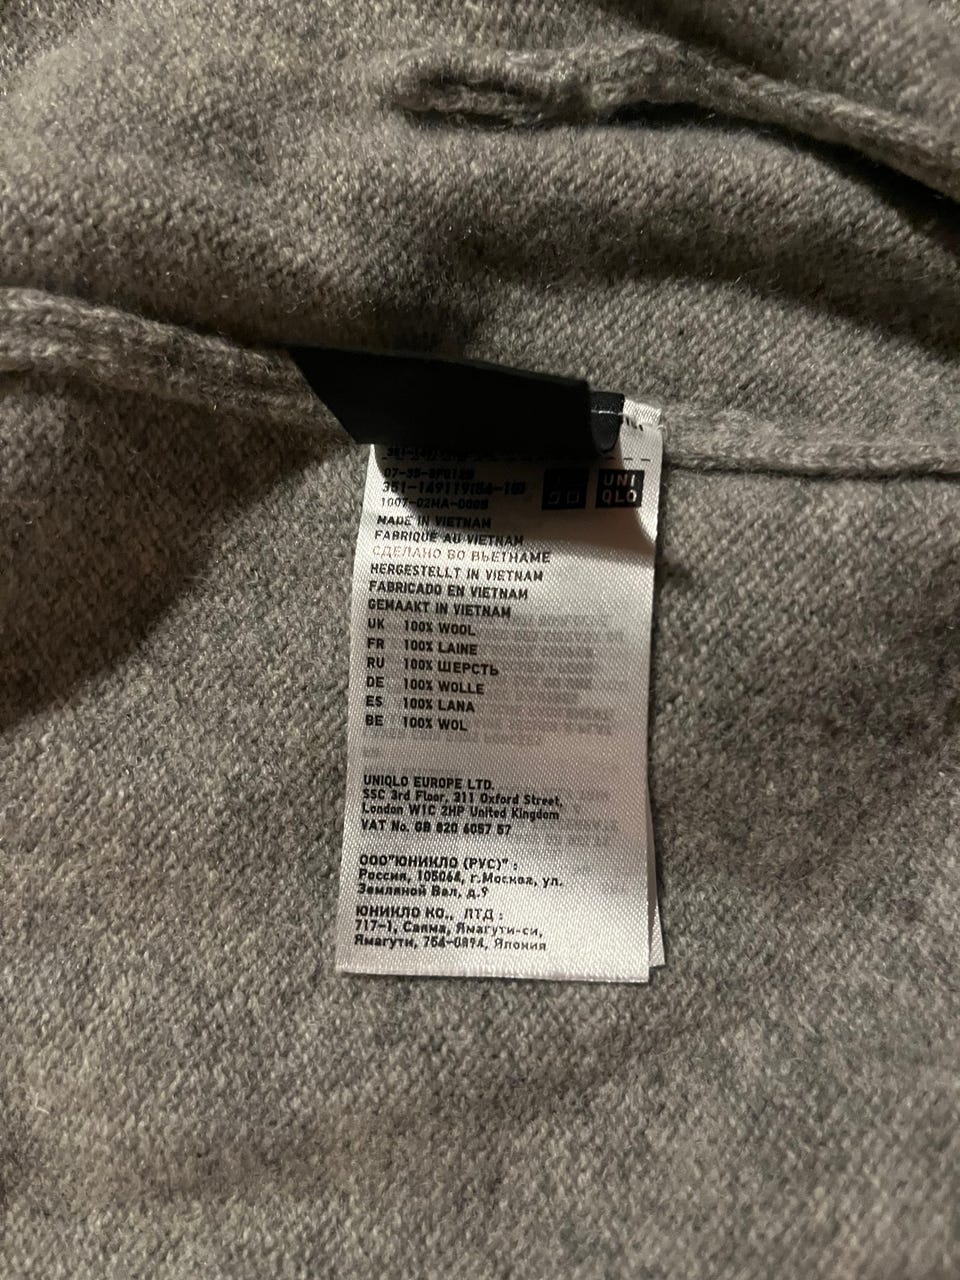 UNI
QLO
MADE IN VIETNAM
FABRIQUE AU VIETNAM
СДЕЛАНО ВО ВЬЕТНАМЕ
HERGESTELLT IN VIETNAM
FABRICADO EN VIETNAM
GEMAAKT IN VIETNAM
UK 100% WOOL
FR 100% LAINE
RU 100% ШЕРСТЬ
DE 100% WOLLE
ES 100% LANA
BE 100% WOL
UNIQLO EUROPE LTD.
SSC 3rd Floor, 311 Oxford Street,
London W1C 2HP United Kingdom
VAT No. GB 820 6057 57
ООО"ЮНИКЛО (РУС)" :
Россия, 105064, г.Москва, ул.
Земляной Вал, д.9
ЮНИКЛО КО., ЛТД :
717-1, Саяма, Ямагути-си,
Ямагути, 754-0894, Япония